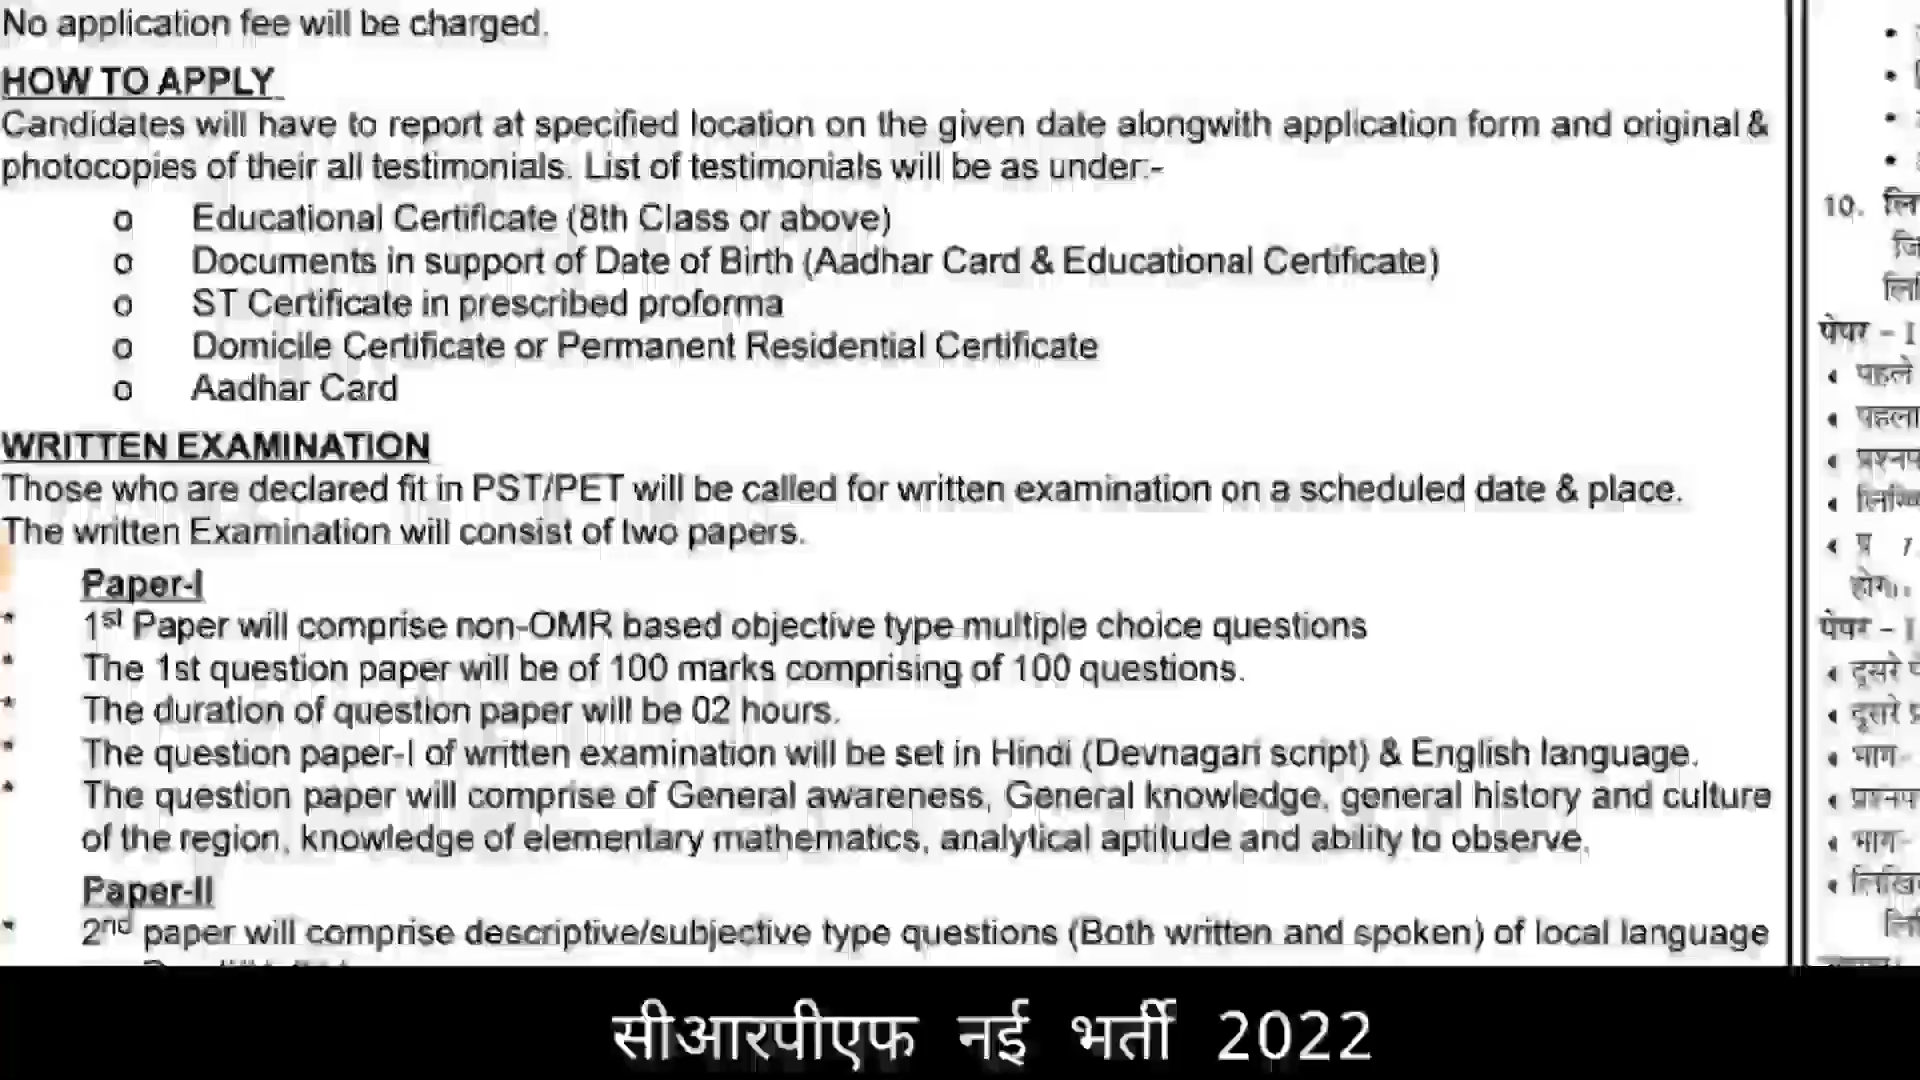 No application fee will be charged.
HOW TO APPLY
Candidates will have to report at specified location on the given date alongwith application form and original &
photocopies of their all testimonials. List of testimonials will be as under:-
o Educational Certificate (8th Class or above)
o Documents in support of Date of Birth (Aadhar Card & Educational Certificate)
o ST Certificate in prescribed proforma
o Domicile Certificate or Permanent Residential Certificate
o Aadhar Card
WRITTEN EXAMINATION
Those who are declared fit in PST/PET will be called for written examination on a scheduled date & place.
The written Examination will consist of two papers.
Paper-I
1st Paper will comprise non-OMR based objective type multiple choice questions
The 1st question paper will be of 100 marks comprising of 100 questions.
The duration of question paper will be 02 hours.
The question paper-I of written examination will be set in Hindi (Devnagari script) & English language.
The question paper will comprise of General awareness, General knowledge, general history and culture
of the region, knowledge of elementary mathematics, analytical aptitude and ability to observe.
Paper-II
2nd paper will comprise descriptive/subjective type questions (Both written and spoken) of local language
10.
पेपर - I
पहले
पहला
पेपर - I
दूसरे
दूसरे
भाग-
भाग-
सीआरपीएफ नई भर्ती 2022